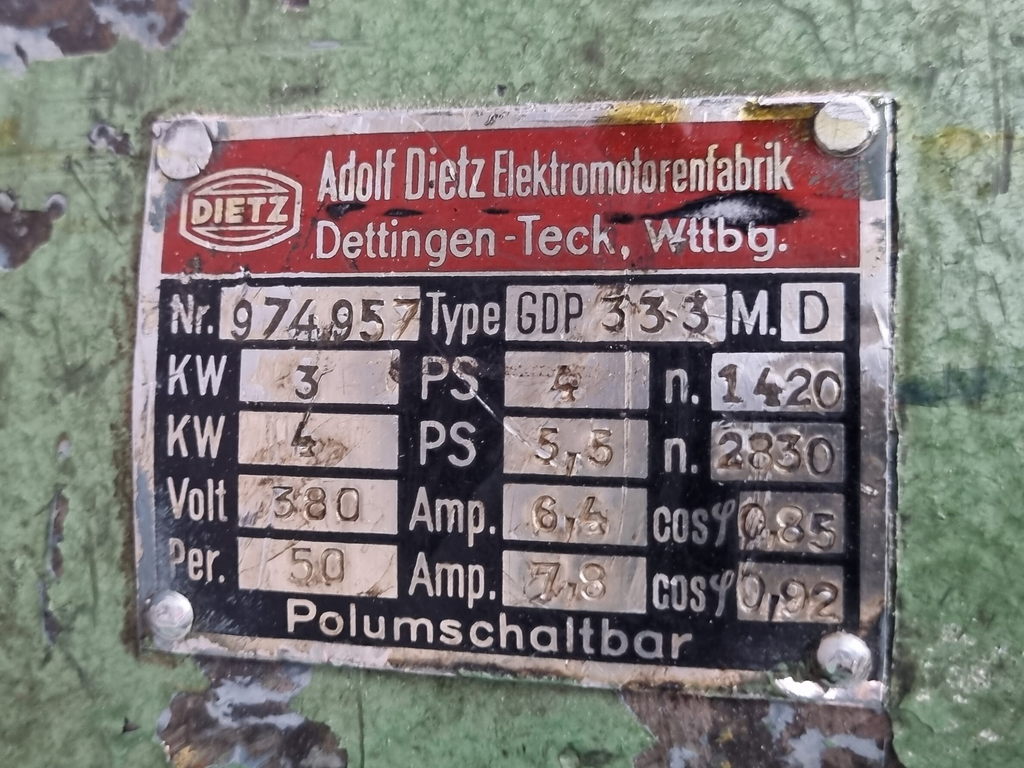 DIETZ
Adolf Dietz Elektromotorenfabrik
Dettingen-Teck, Wttbg.
Nr. 974957 Type GDP 333 M. D
KW 3 PS 4 n. 1420
KW 4 PS 5,5 n. 2830
Volt 380 Amp. 6,4 cosφ 0,85
Per. 50 Amp. 7,8 cosφ 0,92
Polumschaltbar